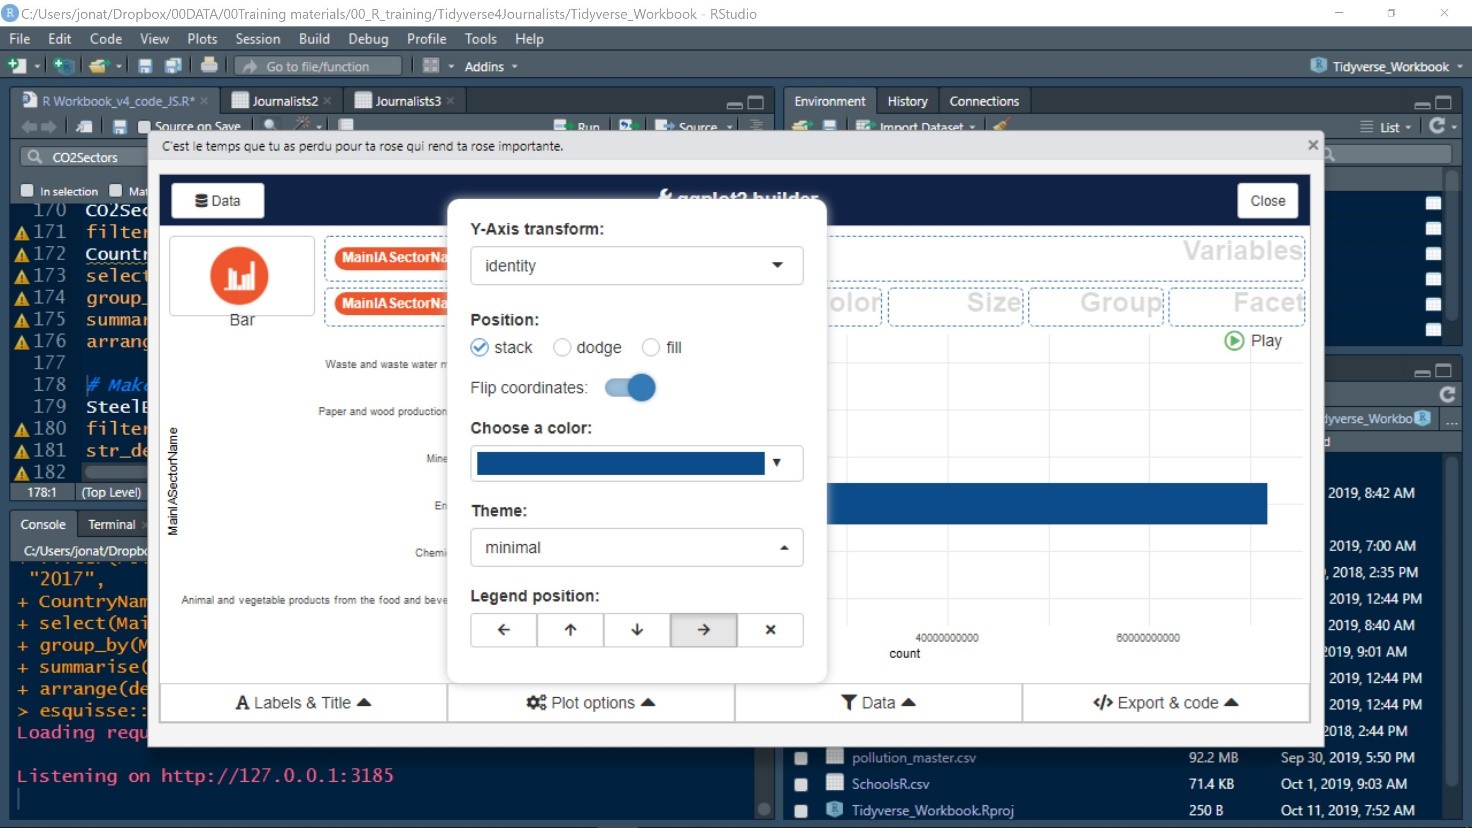 C:/Users/jonat/Dropbox/00DATA/00Training materials/00_R_training/Tidyverse4Journalists/Tidyverse_Workbook - RStudio
File Edit Code View Plots Session Build Debug Profile Tools Help
Go to file/function Addins Tidyverse_Workbook
R Workbook_v4_code_JS.R* Journalists2 Journalists3
Environment History Connections
Source on Save Run Source
Import Dataset List
CO2Sectors
In selection
170 CO2Sec
171 filter
172 Countr
173 select
174 group_
175 summar
176 arrang
177
178 # Make
179 SteelE
180 filter
181 str_de
182
178:1 (Top Level)
Console Terminal
C:/Users/jonat/Dropbo
"2017",
+ CountryNam
+ select(Mai
+ group_by(M
+ summarise(
+ arrange(de
> esquisse::
Loading requ
Listening on http://127.0.0.1:3185
C'est le temps que tu as perdu pour ta rose qui rend ta rose importante.
Data
ggplot2 builder
Close
Bar
MainIASectorNa
Variables
MainIASectorNa
olor
Size
Group
Facet
Play
Waste and waste water
Paper and wood production
Mine
En
Chemi
Animal and vegetable products from the food and beve
MainIASectorName
40000000000
60000000000
count
Y-Axis transform:
identity
Position:
stack dodge fill
Flip coordinates:
Choose a color:
Theme:
minimal
Legend position:
Labels & Title
Plot options
Data
Export & code
dyverse_Workbo
2019, 8:42 AM
2019, 7:00 AM
, 2018, 2:35 PM
2019, 12:44 PM
2019, 8:40 AM
2019, 9:01 AM
2019, 12:44 PM
2019, 12:44 PM
2018, 2:44 PM
pollution_master.csv 92.2 MB Sep 30, 2019, 5:50 PM
SchoolsR.csv 71.4 KB Oct 1, 2019, 9:03 AM
Tidyverse_Workbook.Rproj 250 B Oct 11, 2019, 7:52 AM